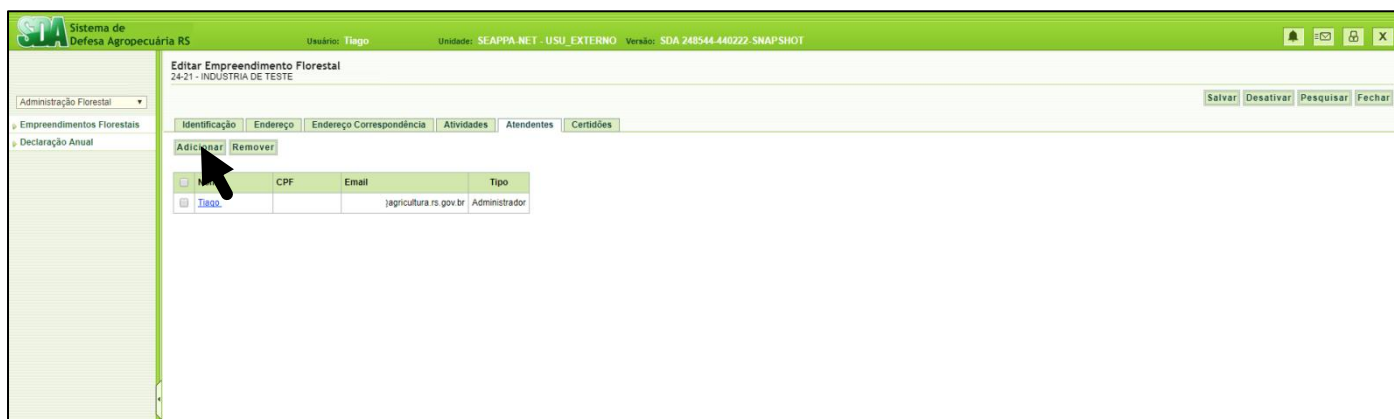 SDA Sistema de
Defesa Agropecuária RS
Usuário: Tiago Unidade: SEAPPA-NET - USU_EXTERNO Versão: SDA 248544-440222-SNAPSHOT
X
Editar Empreendimento Florestal
24-21 - INDUSTRIA DE TESTE
Administração Florestal
Salvar Desativar Pesquisar Fechar
Empreendimentos Florestais
Declaração Anual
Identificação Endereço Endereço Correspondência Atividades Atendentes Certidões
Adicionar Remover
CPF Email Tipo
Tiago agricultura.rs.gov.br Administrador